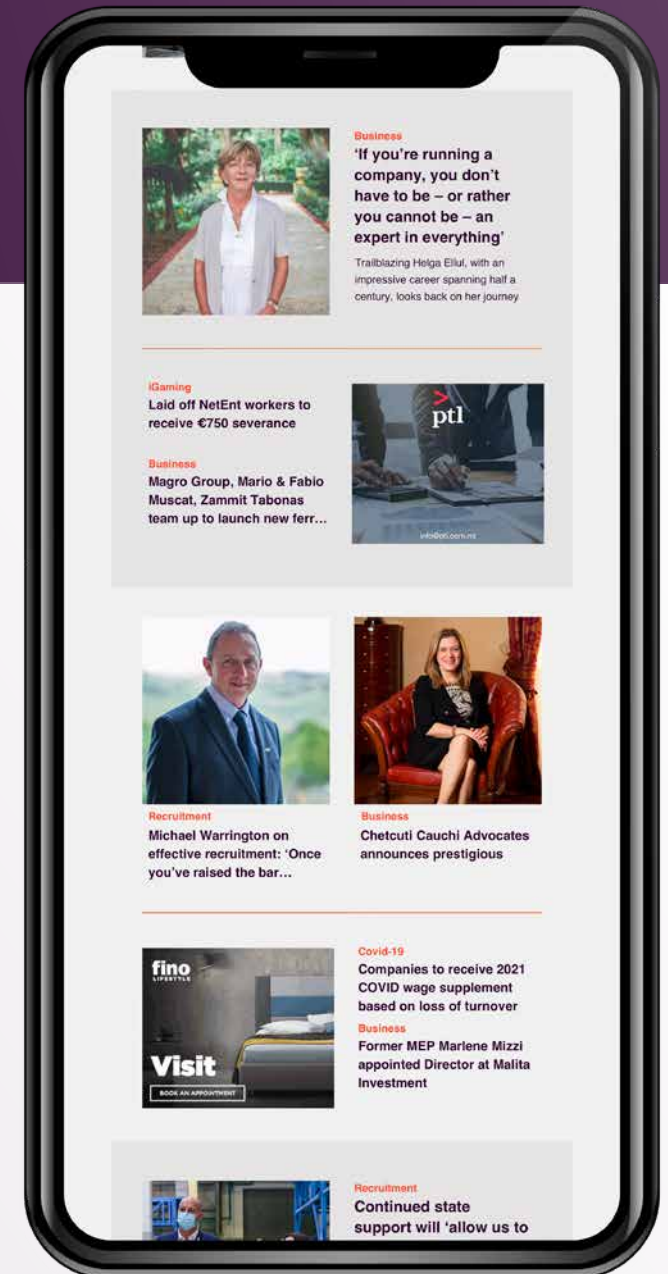 Business
‘If you’re running a
company, you don’t
have to be – or rather
you cannot be – an
expert in everything’
Trailblazing Helga Ellul, with an
impressive career spanning half a
century, looks back on her journey
iGaming
Laid off NetEnt workers to
receive €750 severance
Business
Magro Group, Mario & Fabio
Muscat, Zammit Tabonas
team up to launch new ferr...
ptl
info@ptl.com.mt
Recruitment
Michael Warrington on
effective recruitment: ‘Once
you’ve raised the bar...
Business
Chetcuti Cauchi Advocates
announces prestigious
fino
LIFESTYLE
Visit
BOOK AN APPOINTMENT
Covid-19
Companies to receive 2021
COVID wage supplement
based on loss of turnover
Business
Former MEP Marlene Mizzi
appointed Director at Malita
Investment
Recruitment
Continued state
support will ‘allow us to